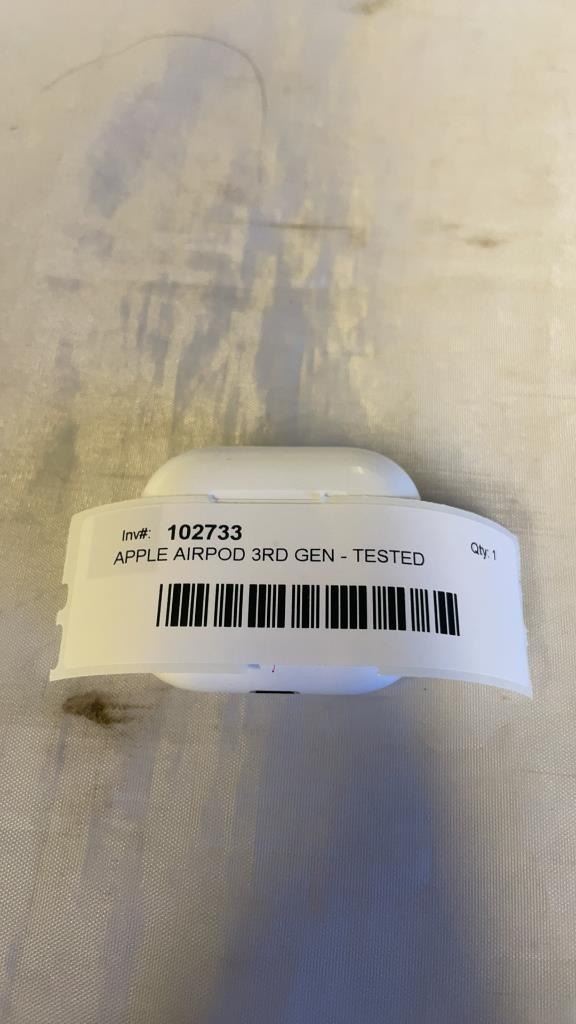 Inv#: 102733
APPLE AIRPOD 3RD GEN - TESTED
Qty: 1